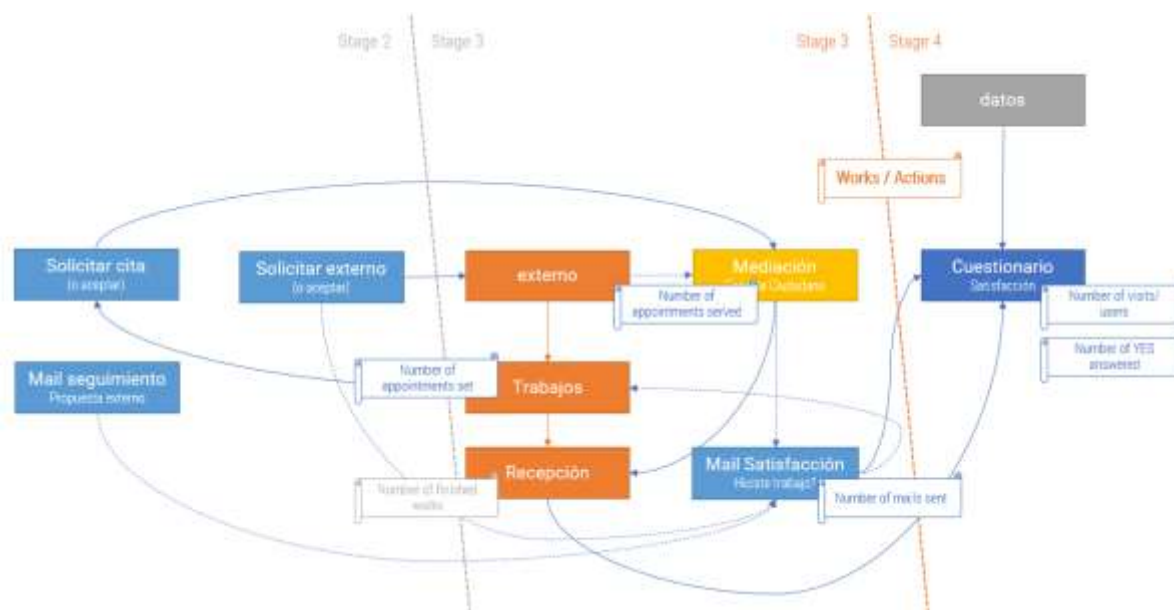 Stage 2
Stage 3
Stage 3
Stage 4
datos
Works / Actions
Solicitar cita
(o aceptar)
Solicitar externo
(o aceptar)
externo
Mediación
Ciudadano
Cuestionario
Satisfacción
Number of
appointments served
Number of visits/
users
Number of YES
answered
Mail seguimiento
Propuesta externo
Number of
appointments set
Trabajos
Recepción
Mail Satisfacción
Hiciste trabajo?
Number of finished
works
Number of mails sent